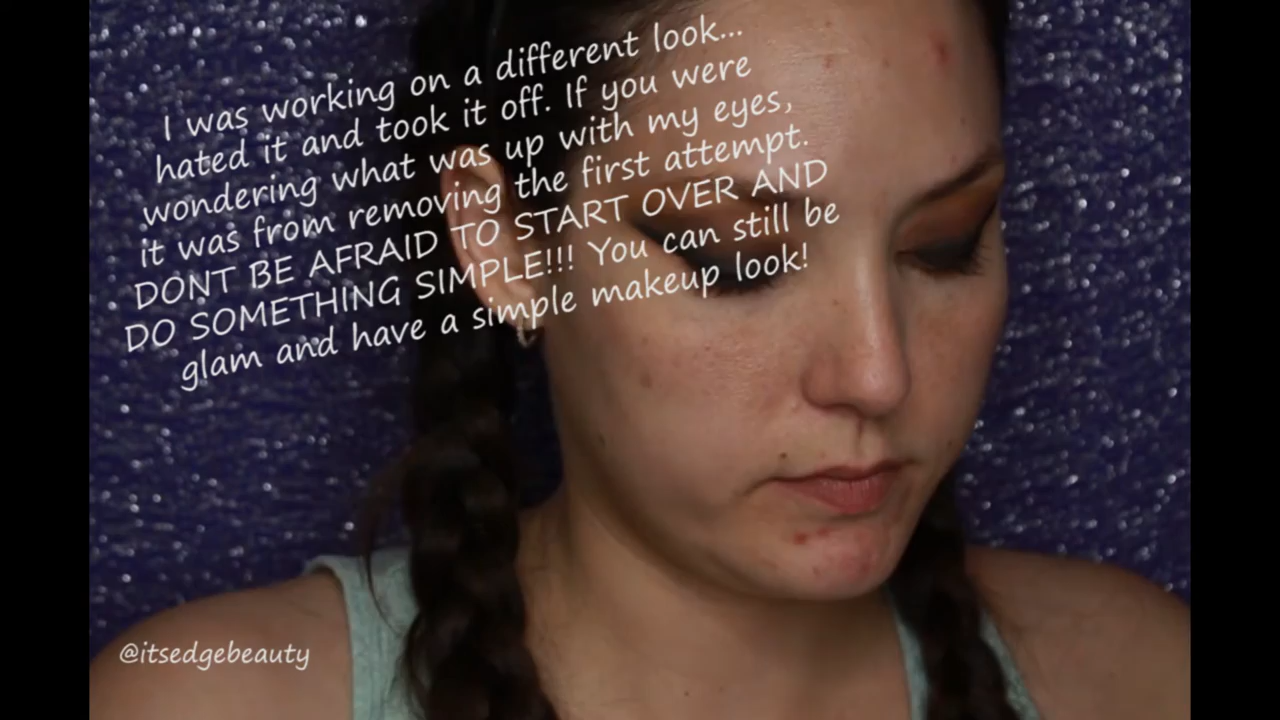 I was working on a different look...
hated it and took it off. If you were
wondering what was up with my eyes,
it was from removing the first attempt.
DONT BE AFRAID TO START OVER AND
DO SOMETHING SIMPLE!!! You can still be
glam and have a simple makeup look!
@itsedgebeauty